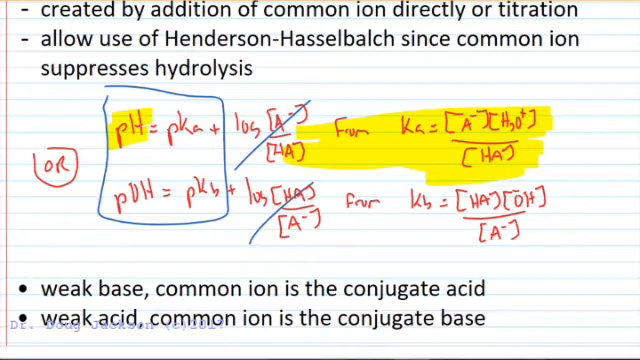 - created by addition of common ion directly or titration
- allow use of Henderson-Hasselbalch since common ion
suppresses hydrolysis
pH = pKa + log [A⁻]/[HA] from Ka = [A⁻][H₃O⁺]/[HA]
OR
pOH = pKb + log [HA]/[A⁻] from Kb = [HA][⁻OH]/[A⁻]
• weak base, common ion is the conjugate acid
• weak acid, common ion is the conjugate base
Dr. Doug Jackson (c)2017